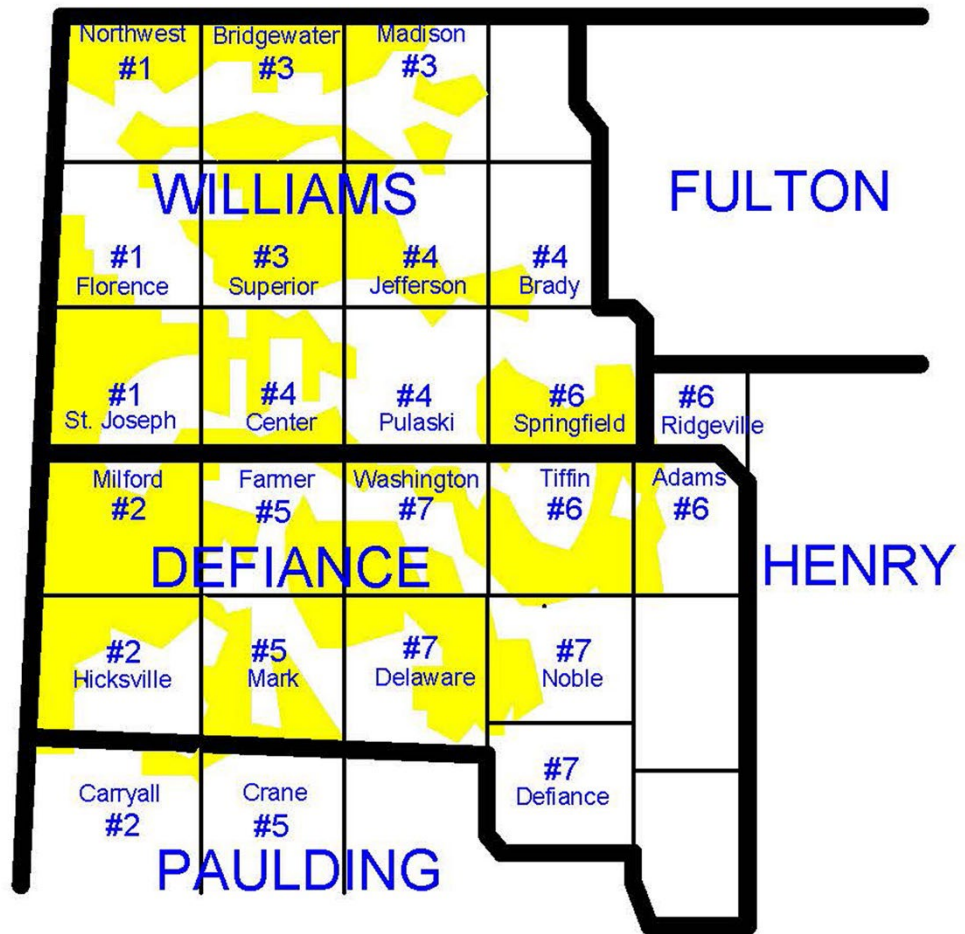 Northwest Bridgewater Madison
#1 #3 #3
WILLIAMS FULTON
#1 #3 #4 #4
Florence Superior Jefferson Brady
#1 #4 #4 #6 #6
St. Joseph Center Pulaski Springfield Ridgeville
Milford Farmer Washington Tiffin Adams
#2 #5 #7 #6 #6
DEFIANCE HENRY
#2 #5 #7 #7
Hicksville Mark Delaware Noble
#7
Defiance
Carryall Crane
#2 #5
PAULDING